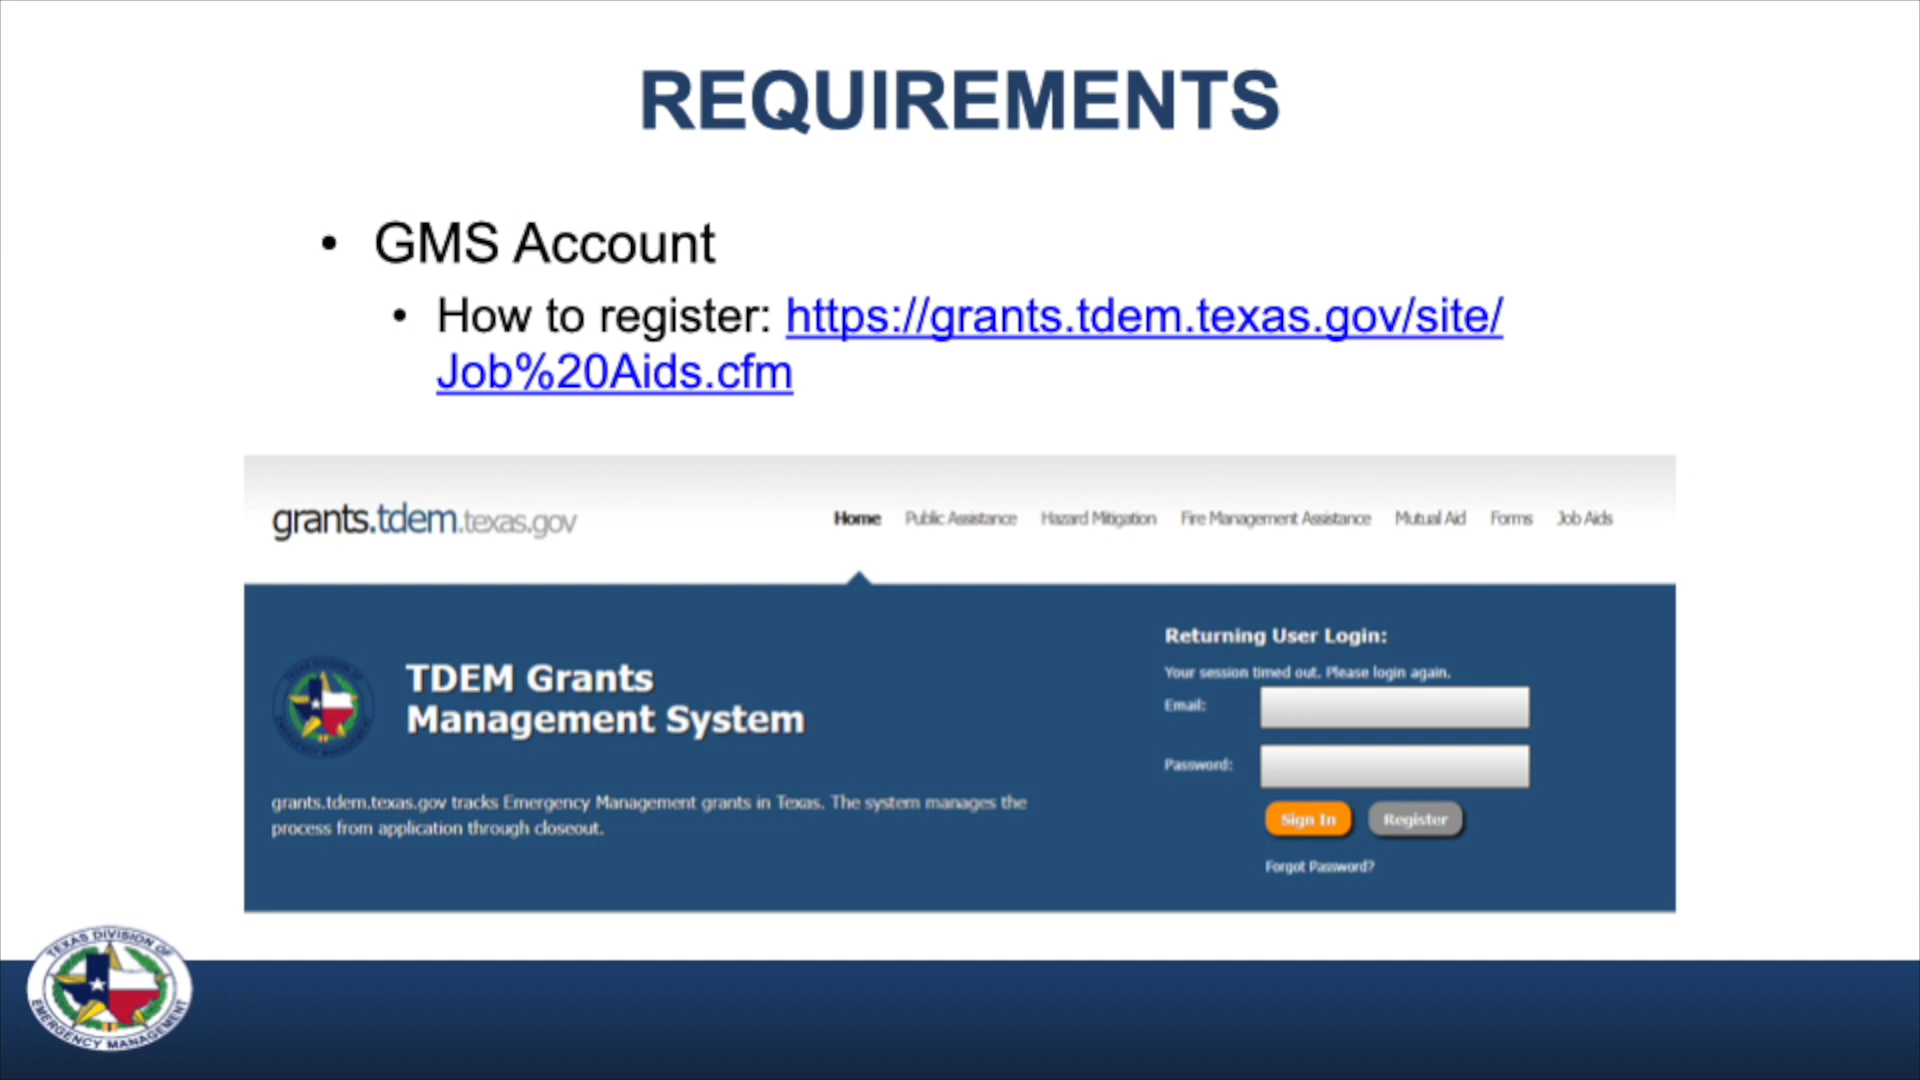 REQUIREMENTS
• GMS Account
• How to register: https://grants.tdem.texas.gov/site/
Job%20Aids.cfm
grants.tdem.texas.gov
Home Public Assistance Hazard Mitigation Fire Management Assistance Mutual Aid Forms Job Aids
TDEM Grants
Management System
grants.tdem.texas.gov tracks Emergency Management grants in Texas. The system manages the
process from application through closeout.
Returning User Login:
Your session timed out. Please login again.
Email:
Password:
Sign In Register
Forgot Password?
TEXAS DIVISION OF
EMERGENCY MANAGEMENT